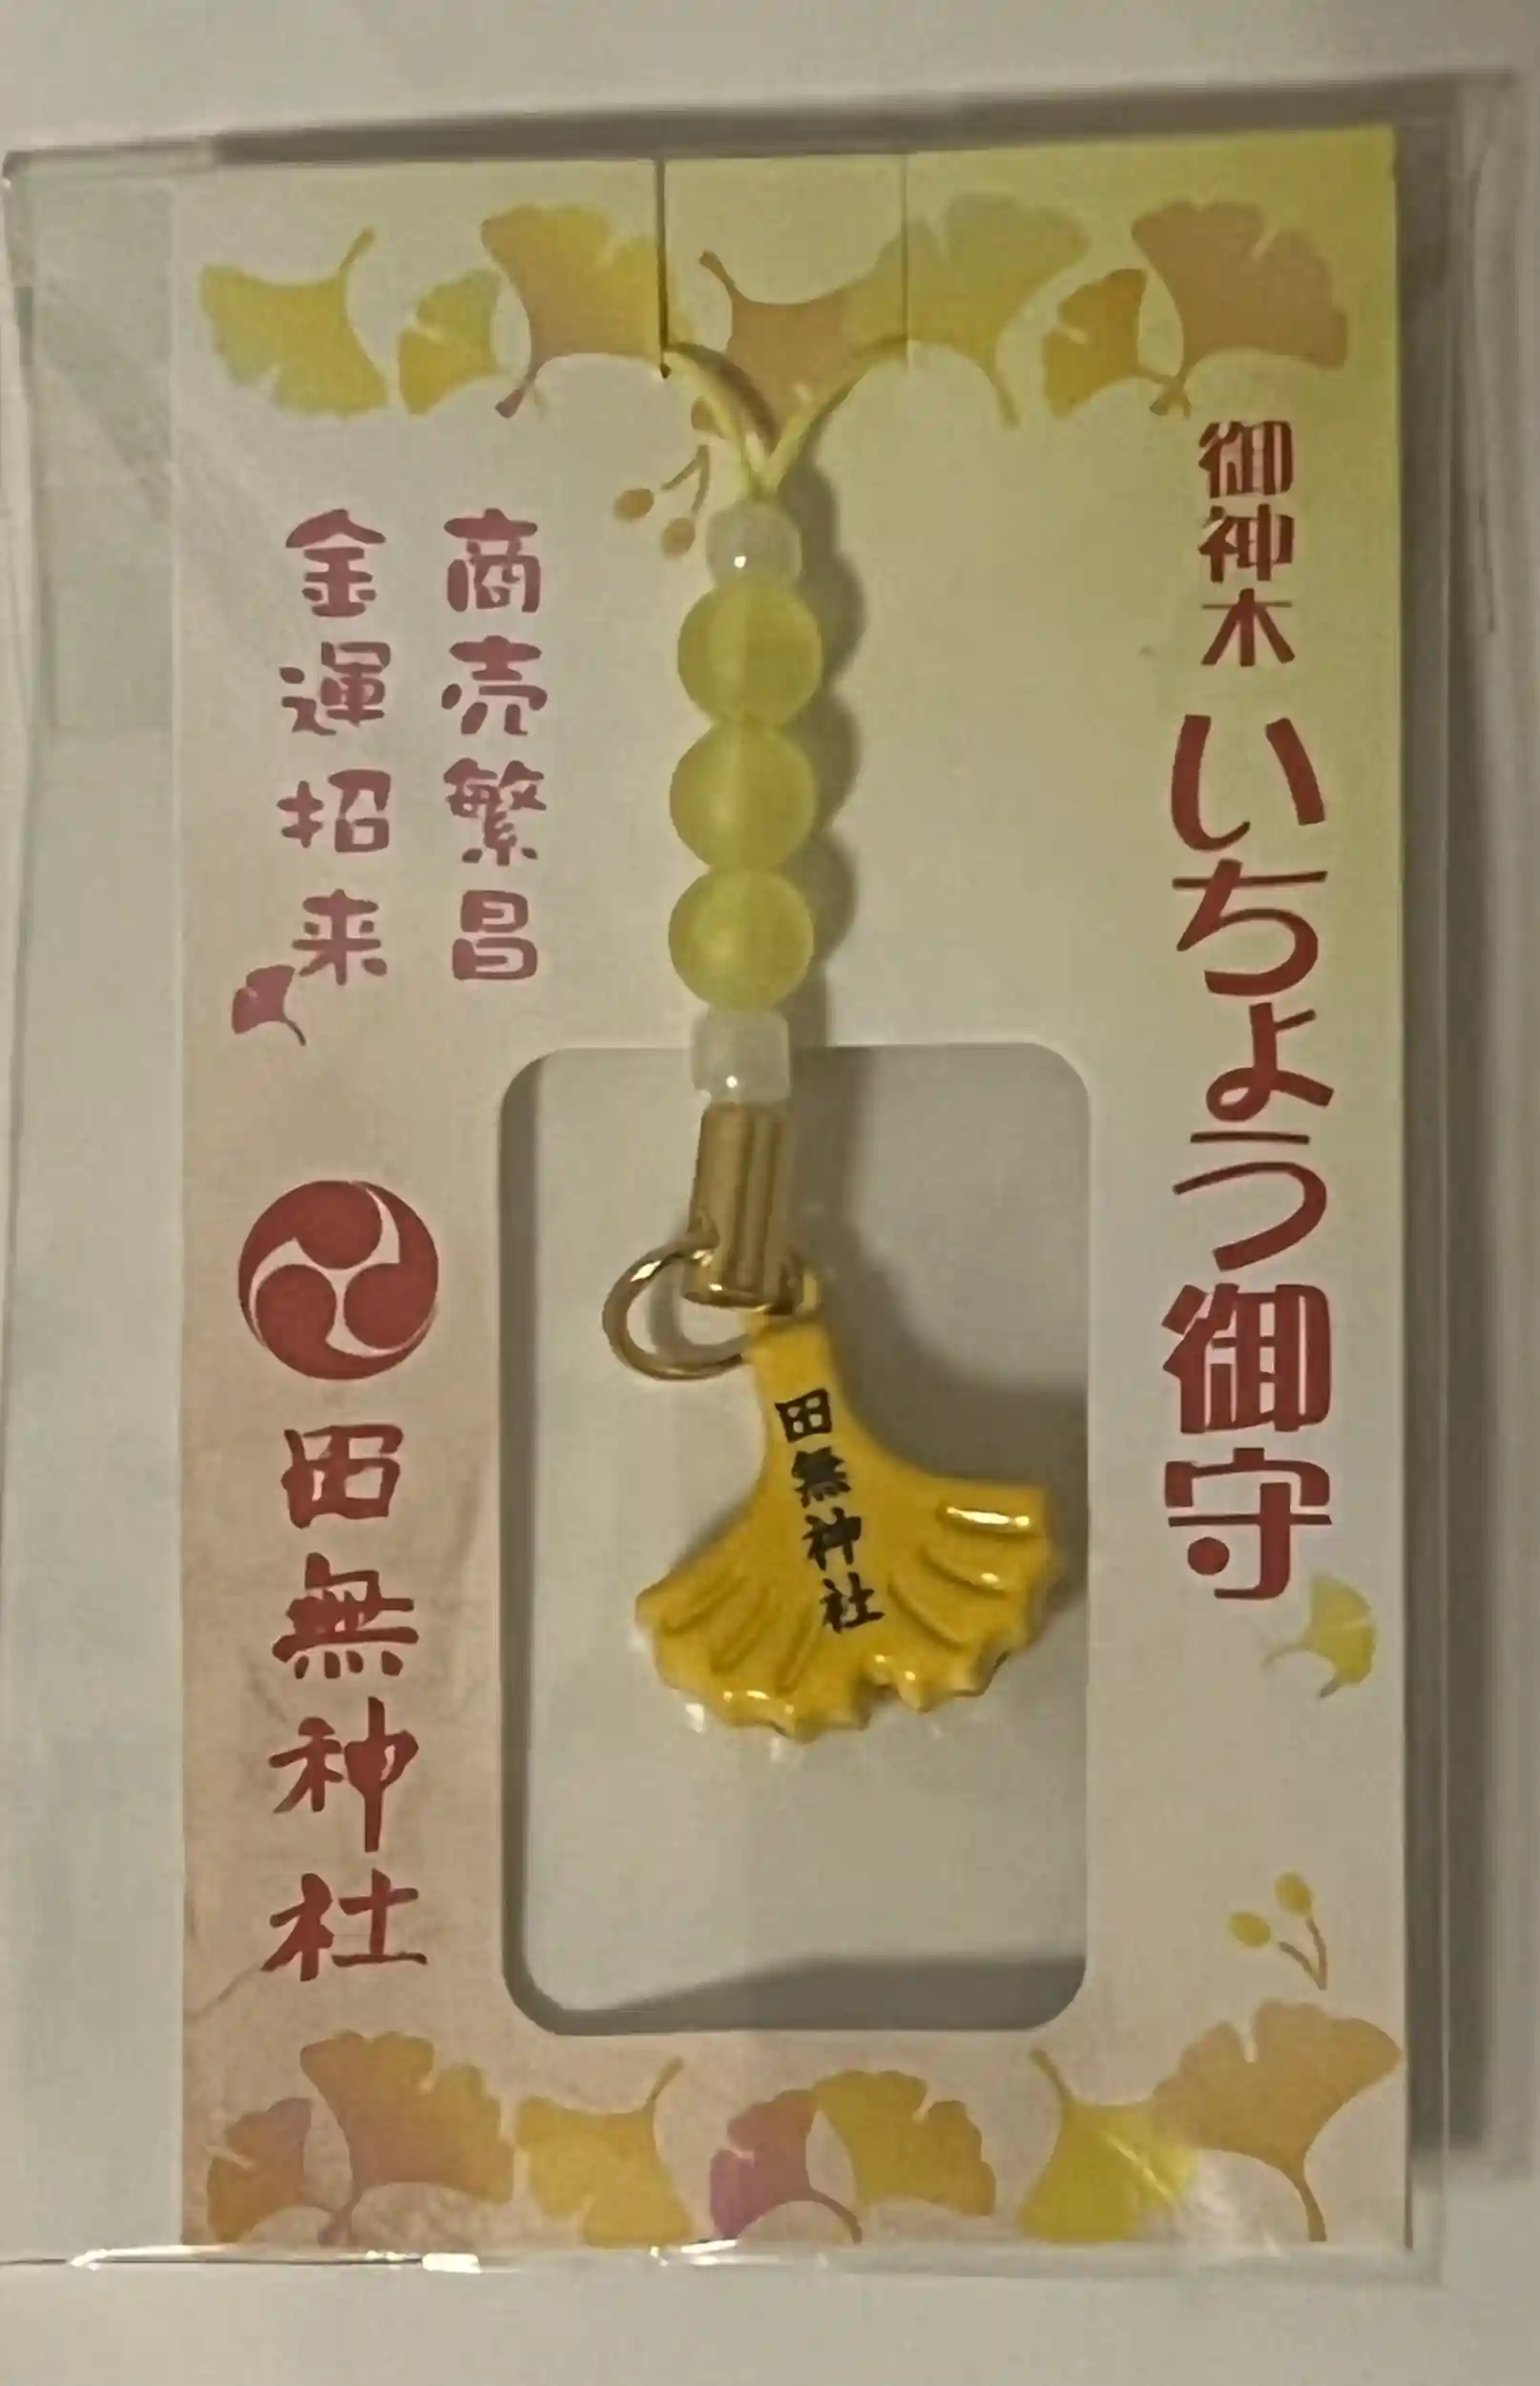 御神木 いちょう御守
商売繁昌
金運招来
田無神社
田無神社